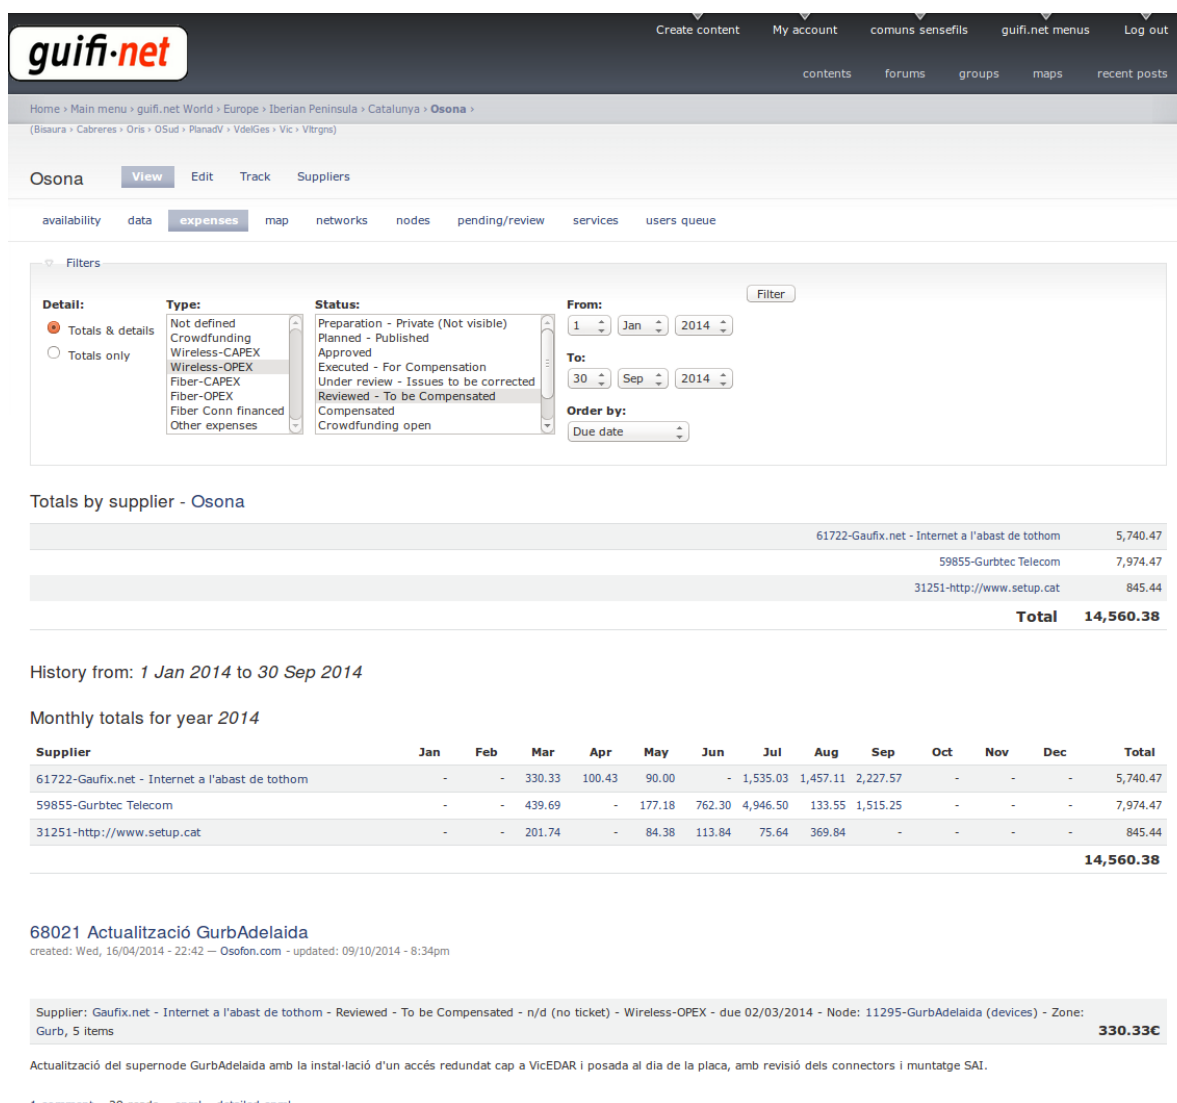 guifi·net
Create content My account comuns sensefils guifi.net menus Log out
contents forums groups maps recent posts
Home › Main menu › guifi.net World › Europe › Iberian Peninsula › Catalunya › Osona ›
(Bisaura › Cabreres › Oris › OSud › PlanadV › VdelGes › Vic › Vltrgns)
Osona View Edit Track Suppliers
availability data expenses map networks nodes pending/review services users queue
Filters
Filter
Detail: Type: Status: From:
Totals & details
Totals only
Not defined
Crowdfunding
Wireless-CAPEX
Wireless-OPEX
Fiber-CAPEX
Fiber-OPEX
Fiber Conn financed
Other expenses
Preparation - Private (Not visible)
Planned - Published
Approved
Executed - For Compensation
Under review - Issues to be corrected
Reviewed - To be Compensated
Compensated
Crowdfunding open
1 Jan 2014
To:
30 Sep 2014
Order by:
Due date
Totals by supplier - Osona
61722-Gaufix.net - Internet a l'abast de tothom 5,740.47
59855-Gurbtec Telecom 7,974.47
31251-http://www.setup.cat 845.44
Total 14,560.38
History from: 1 Jan 2014 to 30 Sep 2014
Monthly totals for year 2014
Supplier Jan Feb Mar Apr May Jun Jul Aug Sep Oct Nov Dec Total
61722-Gaufix.net - Internet a l'abast de tothom - - 330.33 100.43 90.00 - 1,535.03 1,457.11 2,227.57 - - - 5,740.47
59855-Gurbtec Telecom - - 439.69 - 177.18 762.30 4,946.50 133.55 1,515.25 - - - 7,974.47
31251-http://www.setup.cat - - 201.74 - 84.38 113.84 75.64 369.84 - - - - 845.44
14,560.38
68021 Actualització GurbAdelaida
created: Wed, 16/04/2014 - 22:42 — Osofon.com - updated: 09/10/2014 - 8:34pm
Supplier: Gaufix.net - Internet a l'abast de tothom - Reviewed - To be Compensated - n/d (no ticket) - Wireless-OPEX - due 02/03/2014 - Node: 11295-GurbAdelaida (devices) - Zone:
Gurb, 5 items 330.33€
Actualització del supernode GurbAdelaida amb la instal·lació d'un accés redundat cap a VicEDAR i posada al dia de la placa, amb revisió dels connectors i muntatge SAI.